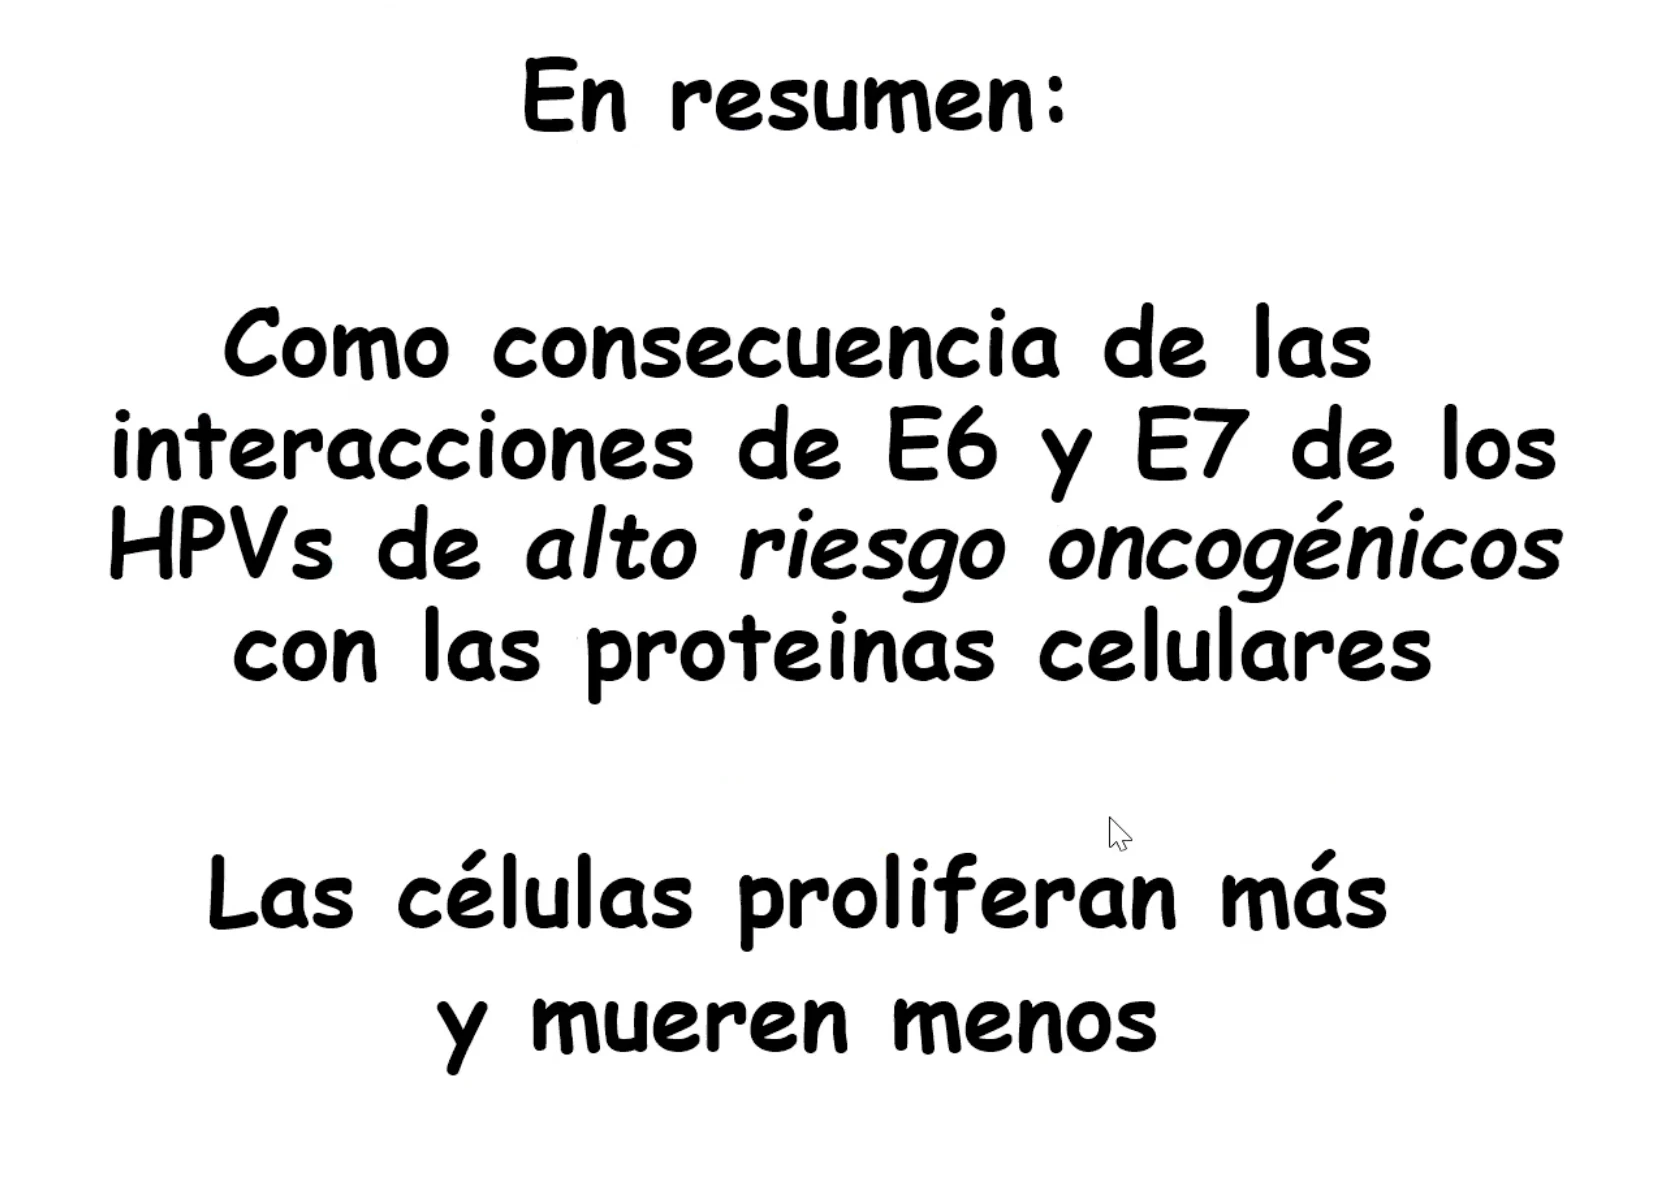 En resumen:
Como consecuencia de las
interacciones de E6 y E7 de los
HPVs de alto riesgo oncogénicos
con las proteinas celulares
Las células proliferan más
y mueren menos